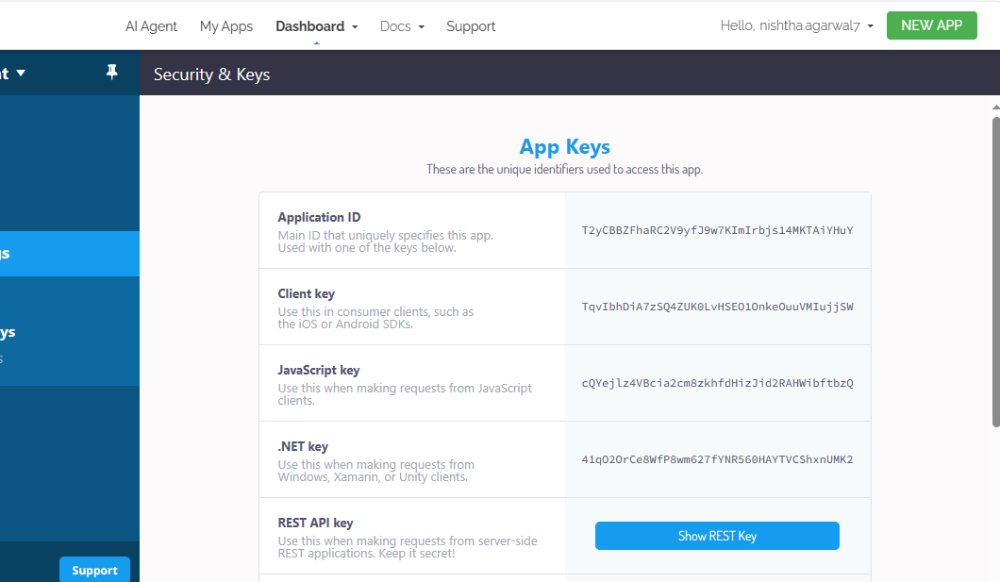 AI Agent My Apps Dashboard Docs Support Hello, nishtha.agarwal7 NEW APP
t
Security & Keys
gs
ys
s
Support
App Keys
These are the unique identifiers used to access this app.
Application ID
Main ID that uniquely specifies this app.
Used with one of the keys below.
T2yCBBZFhaRC2V9yfJ9w7KImIrbjs14MKTAiYHuY
Client key
Use this in consumer clients, such as
the iOS or Android SDKs.
TqvIbhDiA7zSQ4ZUK0LvHSEO1OnkeOuuVMIujjSW
JavaScript key
Use this when making requests from JavaScript
clients.
cQYejlz4VBcia2cm8zkhfdHizJid2RAHWibftbzQ
.NET key
Use this when making requests from
Windows, Xamarin, or Unity clients.
41qO2OrCe8WfP8wm627fYNR560HAYTVCShxnUMK2
REST API key
Use this when making requests from server-side
REST applications. Keep it secret!
Show REST Key